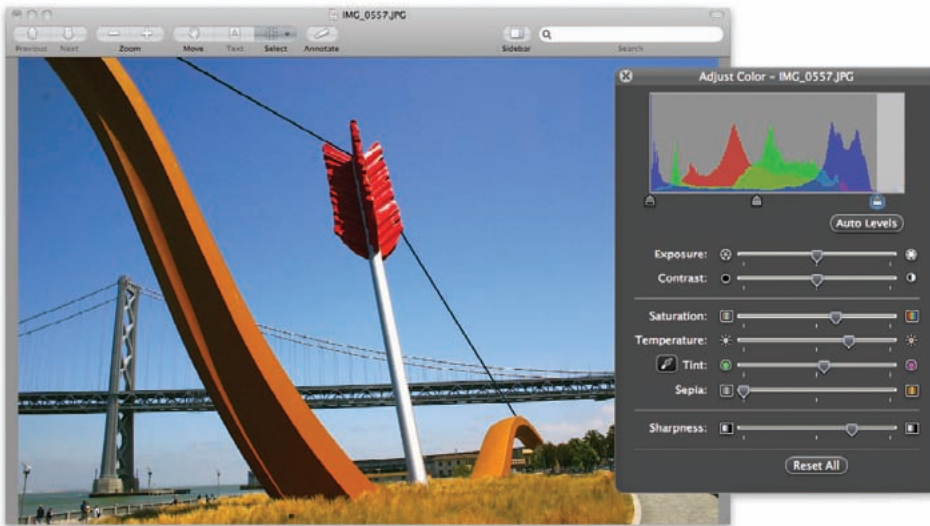 IMG_0557.JPG
Previous Next Zoom Move Text Select Annotate Sidebar Search
Adjust Color – IMG_0557.JPG
Auto Levels
Exposure:
Contrast:
Saturation:
Temperature:
Tint:
Sepia:
Sharpness:
Reset All